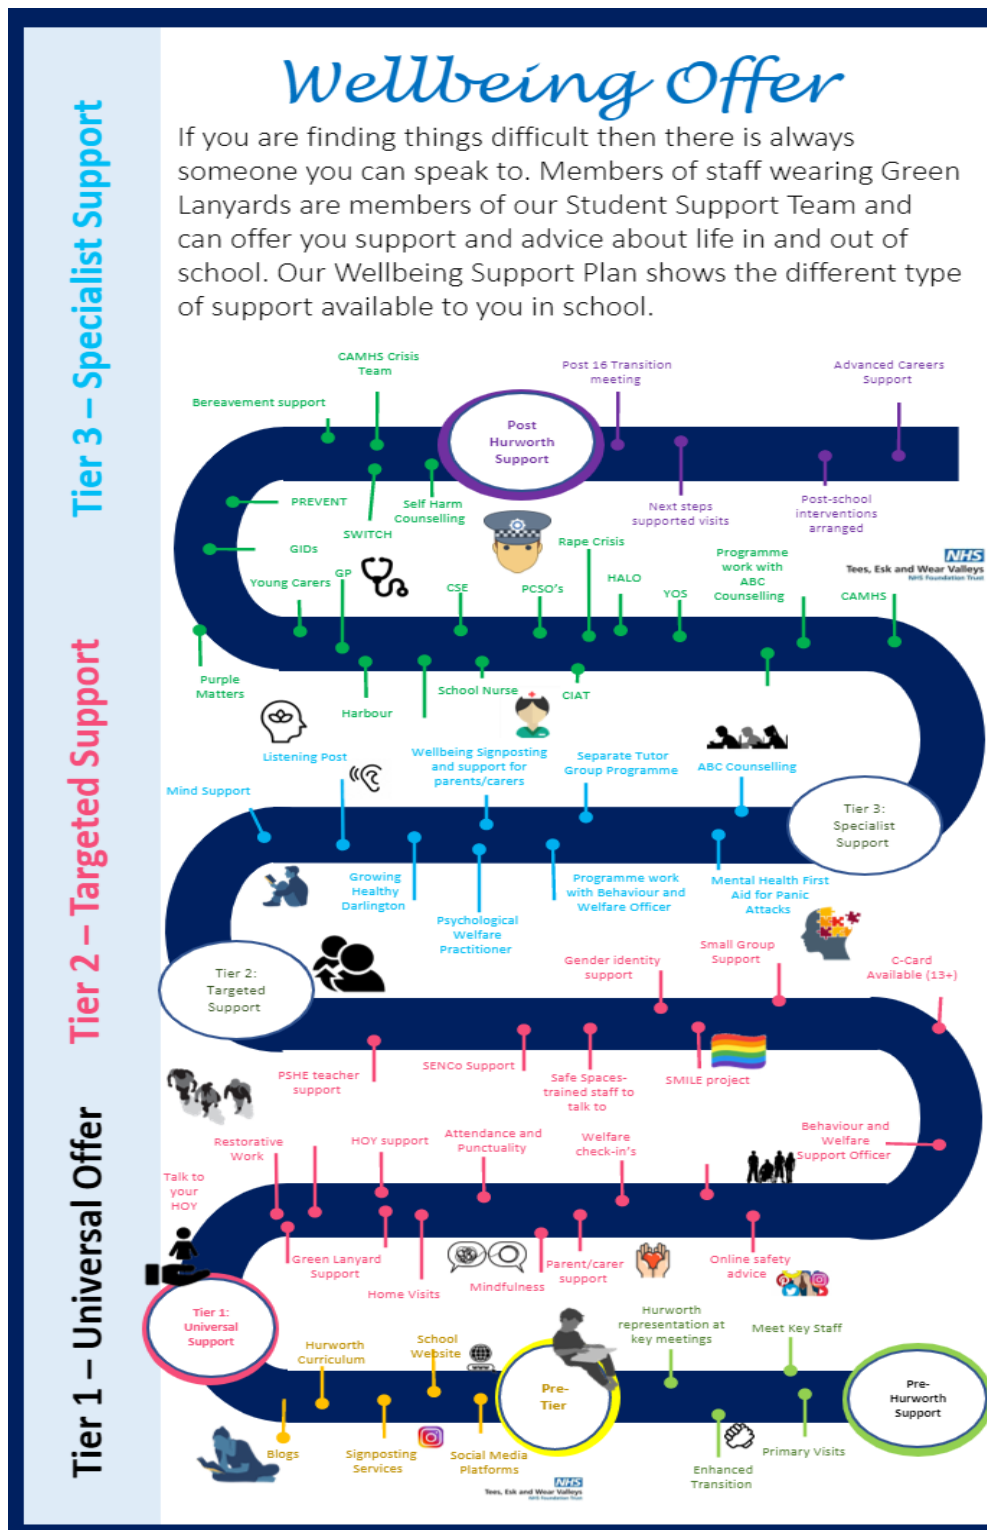 Wellbeing Offer
If you are finding things difficult then there is always
someone you can speak to. Members of staff wearing Green
Lanyards are members of our Student Support Team and
can offer you support and advice about life in and out of
school. Our Wellbeing Support Plan shows the different type
of support available to you in school.
Tier 3 – Specialist Support
Tier 2 – Targeted Support
Tier 1 – Universal Offer
CAMHS Crisis
Team
Post 16 Transition
meeting
Advanced Careers
Support
Bereavement support
Post
Hurworth
Support
PREVENT
Self Harm
Counselling
Next steps
supported visits
Post-school
interventions
arranged
SWITCH
GIDs
Rape Crisis
Programme
work with
ABC
Counselling
NHS
Tees, Esk and Wear Valleys
NHS Foundation Trust
Young Carers
GP
CSE
PCSO's
HALO
YOS
CAMHS
Purple
Matters
Harbour
School Nurse
CIAT
Listening Post
Wellbeing Signposting
and support for
parents/carers
Separate Tutor
Group Programme
ABC Counselling
Mind Support
Tier 3:
Specialist
Support
Growing
Healthy
Darlington
Psychological
Welfare
Practitioner
Programme work
with Behaviour and
Welfare Officer
Mental Health First
Aid for Panic
Attacks
Tier 2:
Targeted
Support
Gender identity
support
Small Group
Support
C-Card
Available (13+)
PSHE teacher
support
SENCo Support
Safe Spaces-
trained staff to
talk to
SMILE project
Restorative
Work
HOY support
Attendance and
Punctuality
Welfare
check-in's
Behaviour and
Welfare
Support Officer
Talk to
your
HOY
Green Lanyard
Support
Home Visits
Mindfulness
Parent/carer
support
Online safety
advice
Tier 1:
Universal
Support
Hurworth
Curriculum
School
Website
Hurworth
representation at
key meetings
Meet Key Staff
Pre-
Tier
Pre-
Hurworth
Support
Blogs
Signposting
Services
Social Media
Platforms
Enhanced
Transition
Primary Visits
NHS
Tees, Esk and Wear Valleys
NHS Foundation Trust